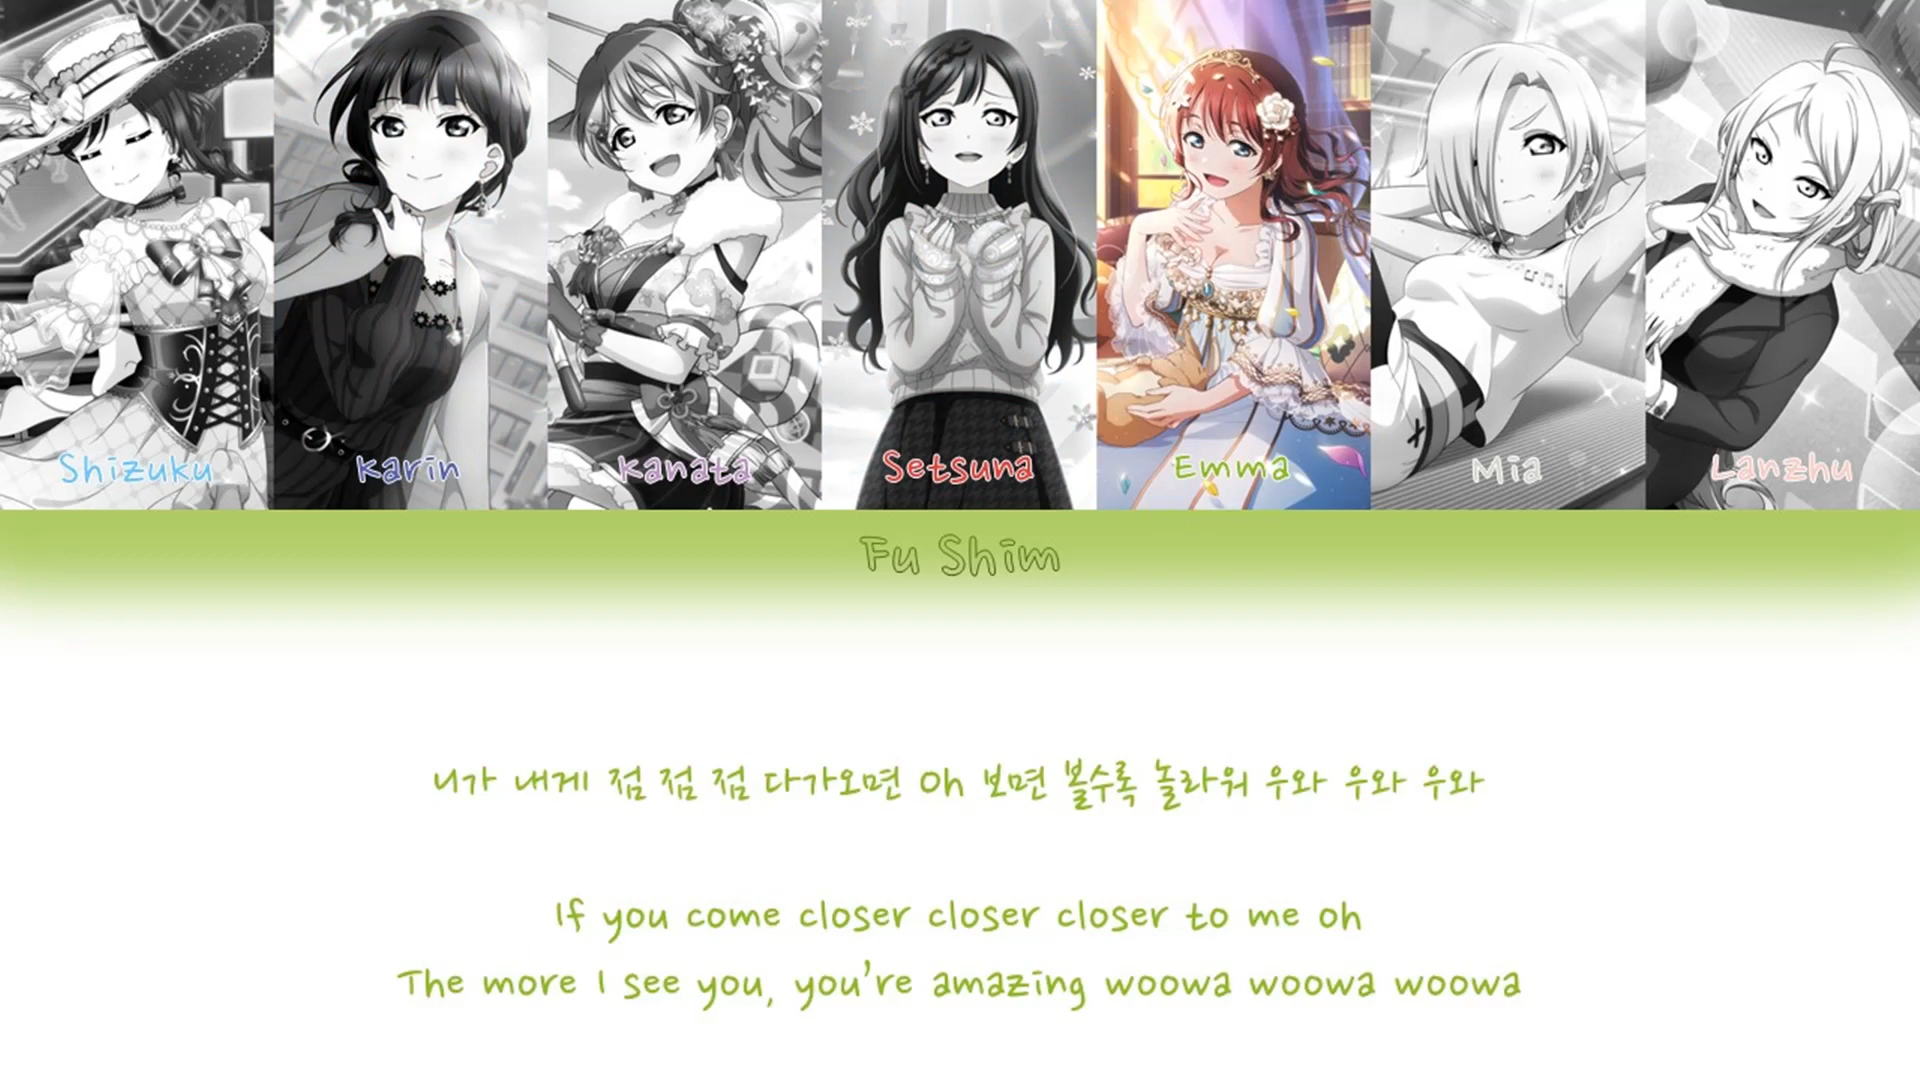 Shizuku Karin Kanata Setsuna Emma Mia Lanzhu
Fu Shim
니가 내게 점 점 점 다가오면 oh 보면 볼수록 놀라워 우와 우와 우와
If you come closer closer closer to me oh
The more I see you, you're amazing woowa woowa woowa